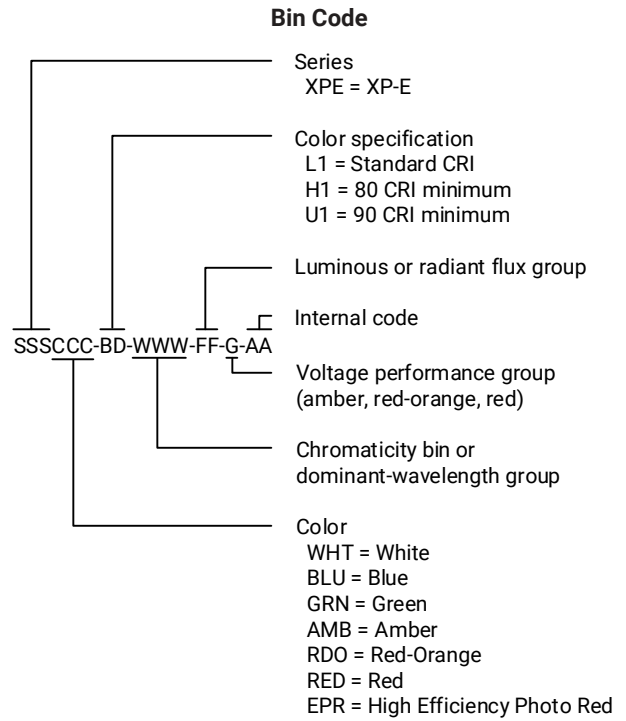 Bin Code
Series
XPE = XP-E
Color specification
L1 = Standard CRI
H1 = 80 CRI minimum
U1 = 90 CRI minimum
Luminous or radiant flux group
Internal code
SSSCCC-BD-WWW-FF-G-AA
Voltage performance group
(amber, red-orange, red)
Chromaticity bin or
dominant-wavelength group
Color
WHT = White
BLU = Blue
GRN = Green
AMB = Amber
RDO = Red-Orange
RED = Red
EPR = High Efficiency Photo Red